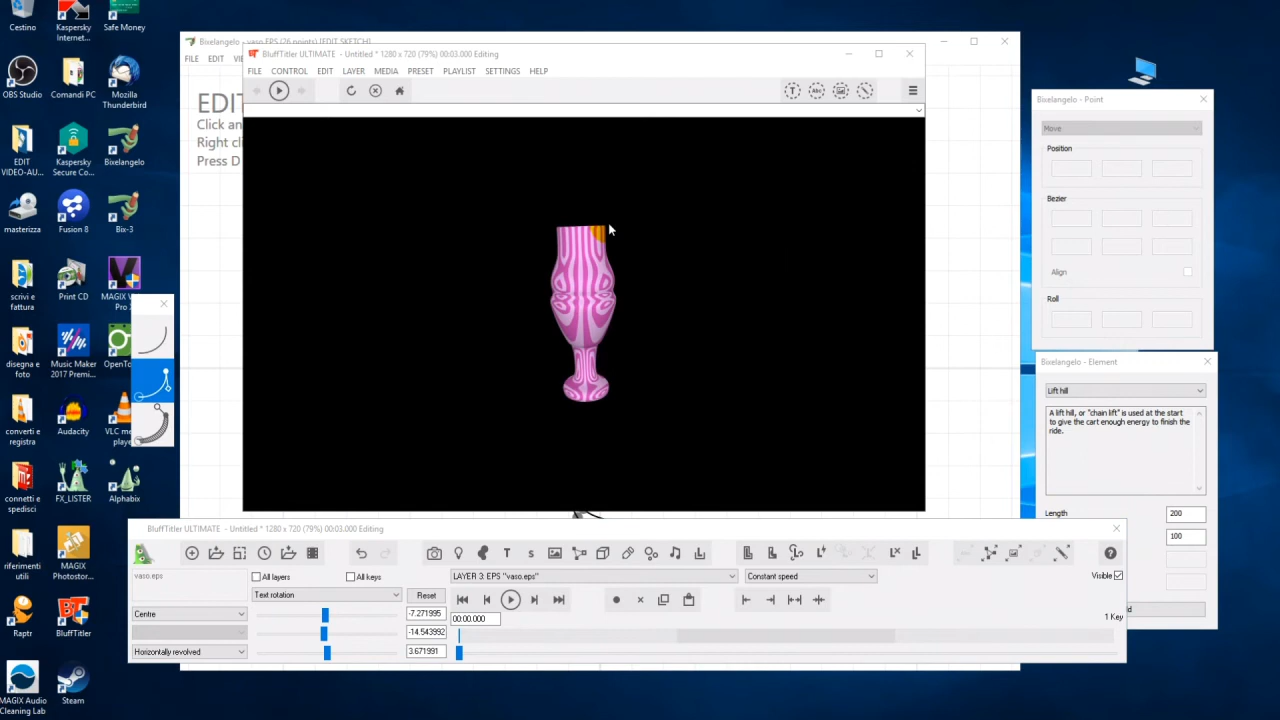 Cestino
Kaspersky
Internet...
Safe Money
OBS Studio
Comandi PC
Mozilla
Thunderbird
EDIT
VIDEO-AU...
Kaspersky
Secure Co...
Bixelangelo
masterizza
Fusion 8
Bix-3
scrivi e
fattura
Print CD
MAGIX V
Pro
disegna e
foto
Music Maker
2017 Premi...
OpenTo
converti e
registra
Audacity
VLC me
playe
connetti e
spedisci
FX_LISTER
Alphabix
riferimenti
utili
MAGIX
Photostor...
Raptr
BluffTitler
MAGIX Audio
Cleaning Lab
Steam
Bixelangelo - vaso.EPS (26 points) [EDIT SKETCH]
FILE EDIT VI
EDIT
Click an
Right cli
Press D
BluffTitler ULTIMATE - Untitled * 1280 x 720 (79%) 00:03.000 Editing
FILE CONTROL EDIT LAYER MEDIA PRESET PLAYLIST SETTINGS HELP
T Abc
Bixelangelo - Point
Move
Position
Bezier
Align
Roll
Bixelangelo - Element
Lift hill
A lift hill, or "chain lift" is used at the start
to give the cart enough energy to finish the
ride.
Length
200
100
d
BluffTitler ULTIMATE - Untitled * 1280 x 720 (79%) 00:03.000 Editing
T S
vaso.eps
All layers
All keys
LAYER 3: EPS "vaso.eps"
Constant speed
Visible
Text rotation
Reset
Centre
-7.271995
00:00.000
1 Key
-14.543992
Horizontally revolved
3.671991